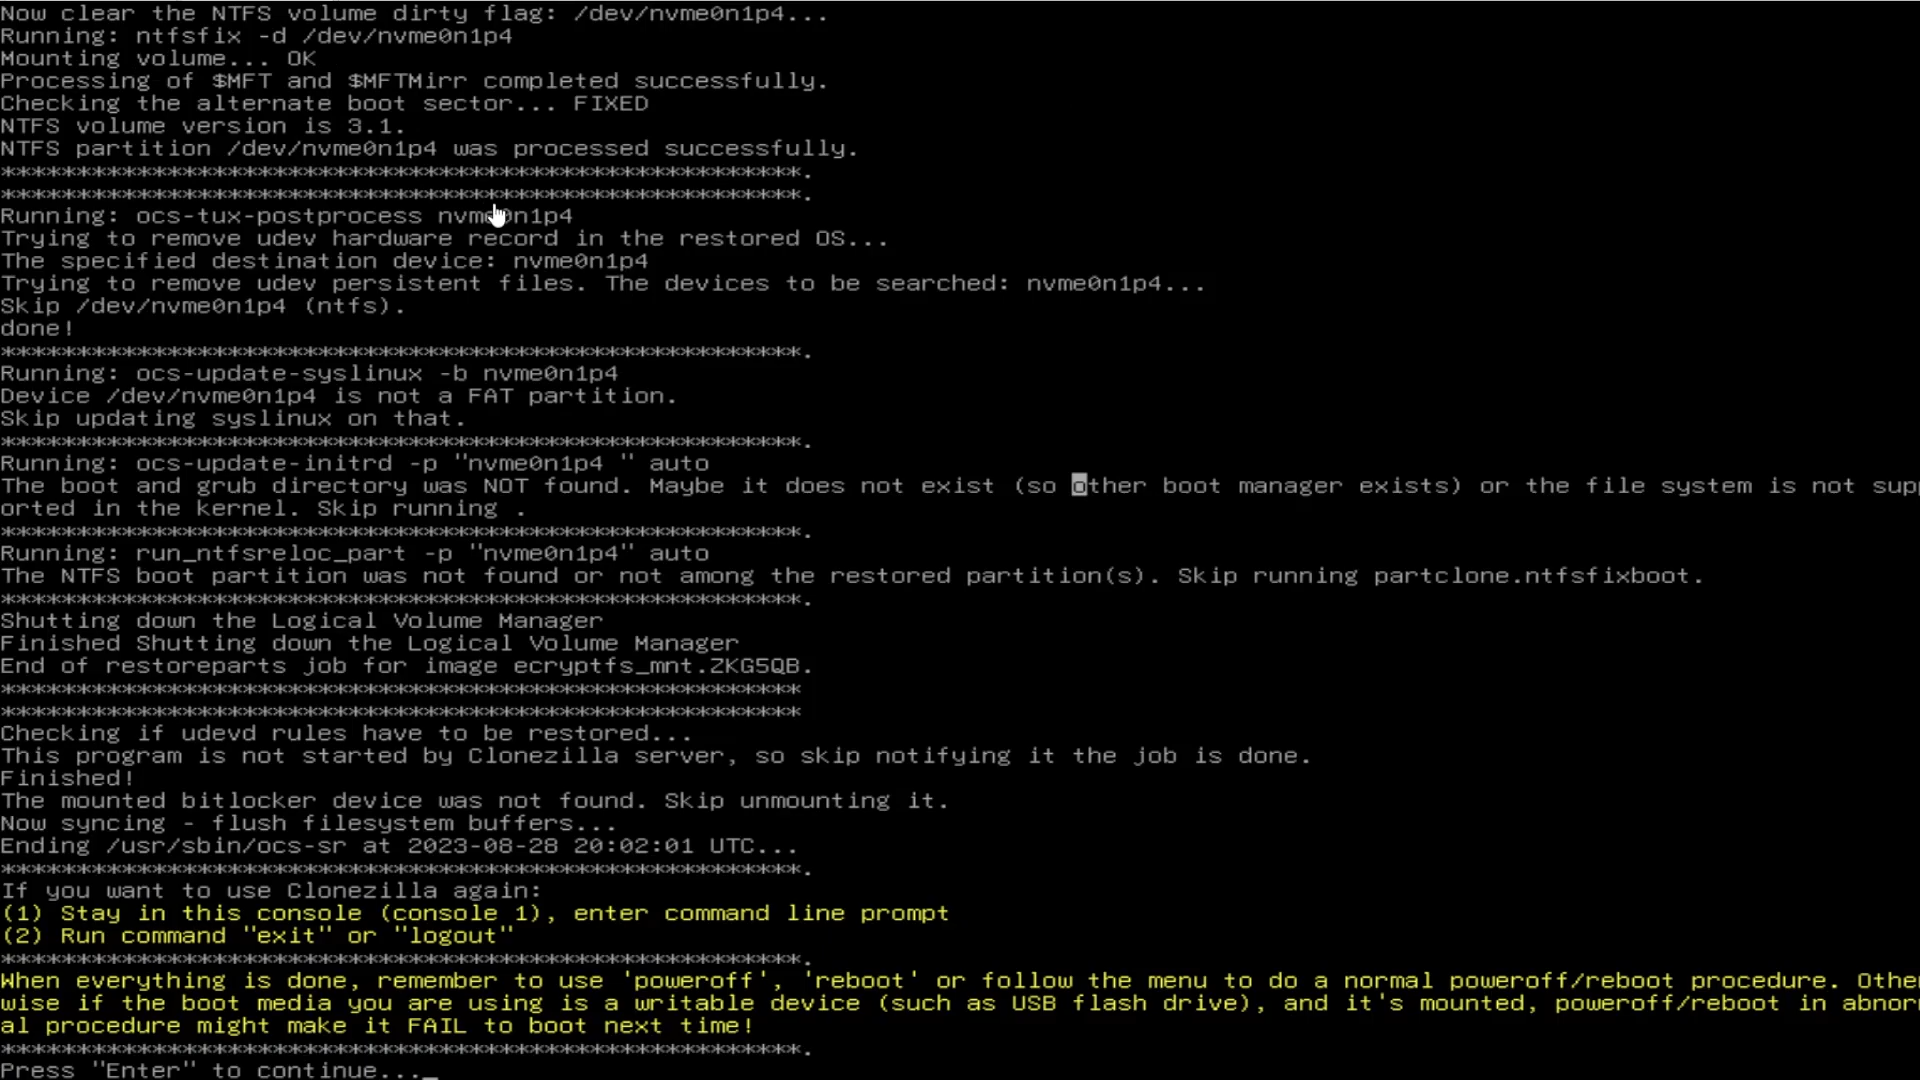 Now clear the NTFS volume dirty flag: /dev/nvme0n1p4...
Running: ntfsfix -d /dev/nvme0n1p4
Mounting volume... OK
Processing of $MFT and $MFTMirr completed successfully.
Checking the alternate boot sector... FIXED
NTFS volume version is 3.1.
NTFS partition /dev/nvme0n1p4 was processed successfully.
*****************************************************.
*****************************************************.
Running: ocs-tux-postprocess nvme0n1p4
Trying to remove udev hardware record in the restored OS...
The specified destination device: nvme0n1p4
Trying to remove udev persistent files. The devices to be searched: nvme0n1p4...
Skip /dev/nvme0n1p4 (ntfs).
done!
*****************************************************.
Running: ocs-update-syslinux -b nvme0n1p4
Device /dev/nvme0n1p4 is not a FAT partition.
Skip updating syslinux on that.
*****************************************************.
Running: ocs-update-initrd -p "nvme0n1p4 " auto
The boot and grub directory was NOT found. Maybe it does not exist (so other boot manager exists) or the file system is not supp
orted in the kernel. Skip running .
*****************************************************.
Running: run_ntfsreloc_part -p "nvme0n1p4" auto
The NTFS boot partition was not found or not among the restored partition(s). Skip running partclone.ntfsfixboot.
*****************************************************.
Shutting down the Logical Volume Manager
Finished Shutting down the Logical Volume Manager
End of restoreparts job for image ecryptfs_mnt.ZKG5QB.
*****************************************************
*****************************************************
Checking if udevd rules have to be restored...
This program is not started by Clonezilla server, so skip notifying it the job is done.
Finished!
The mounted bitlocker device was not found. Skip unmounting it.
Now syncing - flush filesystem buffers...
Ending /usr/sbin/ocs-sr at 2023-08-28 20:02:01 UTC...
*****************************************************.
If you want to use Clonezilla again:
(1) Stay in this console (console 1), enter command line prompt
(2) Run command "exit" or "logout"
*****************************************************.
When everything is done, remember to use 'poweroff', 'reboot' or follow the menu to do a normal poweroff/reboot procedure. Othe
wise if the boot media you are using is a writable device (such as USB flash drive), and it's mounted, poweroff/reboot in abnor
al procedure might make it FAIL to boot next time!
*****************************************************.
Press "Enter" to continue..._